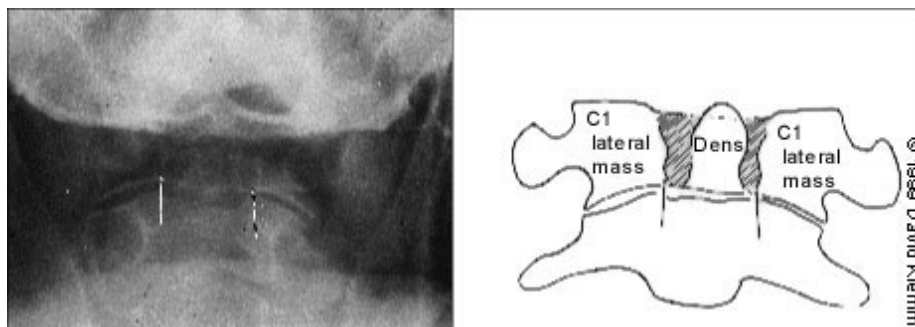 C1
lateral
mass
Dens
C1
lateral
mass
© 1999 David Klemm